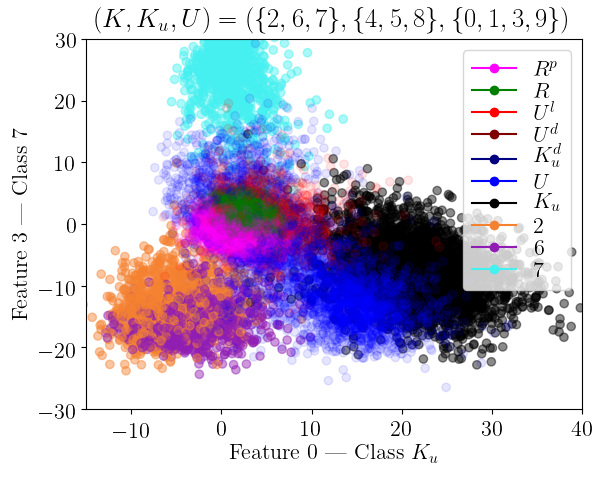 (K, K_u, U) = ({2, 6, 7}, {4, 5, 8}, {0, 1, 3, 9})
30
20
10
0
−10
−20
−30
Feature 3 — Class 7
R^p
R
U^l
U^d
K_u^d
U
K_u
2
6
7
−10
0
10
20
30
40
Feature 0 — Class K_u